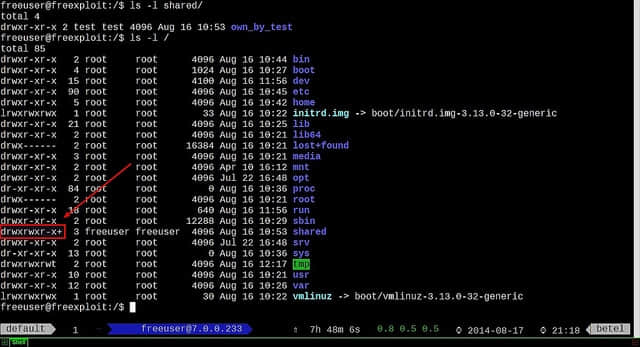 freeuser@freexploit:/$ ls -l shared/
total 4
drwxr-xr-x 2 test test 4096 Aug 16 10:53 own_by_test
freeuser@freexploit:/$ ls -l /
total 85
drwxr-xr-x   2 root     root      4096 Aug 16 10:44 bin
drwxr-xr-x   4 root     root      1024 Aug 16 10:27 boot
drwxr-xr-x  15 root     root      4100 Aug 16 11:56 dev
drwxr-xr-x  90 root     root      4096 Aug 16 10:45 etc
drwxr-xr-x   5 root     root      4096 Aug 16 10:42 home
lrwxrwxrwx   1 root     root        33 Aug 16 10:22 initrd.img -> boot/initrd.img-3.13.0-32-generic
drwxr-xr-x  21 root     root      4096 Aug 16 10:25 lib
drwxr-xr-x   2 root     root      4096 Aug 16 10:21 lib64
drwx------   2 root     root     16384 Aug 16 10:21 lost+found
drwxr-xr-x   3 root     root      4096 Aug 16 10:21 media
drwxr-xr-x   2 root     root      4096 Apr 10 16:12 mnt
drwxr-xr-x   2 root     root      4096 Jul 22 16:48 opt
dr-xr-xr-x  84 root     root         0 Aug 16 10:36 proc
drwx------   2 root     root      4096 Aug 16 10:21 root
drwxr-xr-x  18 root     root       640 Aug 16 11:56 run
drwxr-xr-x   2 root     root     12288 Aug 16 10:29 sbin
drwxrwxr-x+  3 freeuser freeuser  4096 Aug 16 10:53 shared
drwxr-xr-x   2 root     root      4096 Jul 22 16:48 srv
dr-xr-xr-x  13 root     root         0 Aug 16 10:36 sys
drwxrwxrwt   2 root     root      4096 Aug 16 12:17 tmp
drwxr-xr-x  10 root     root      4096 Aug 16 10:21 usr
drwxr-xr-x  12 root     root      4096 Aug 16 10:26 var
lrwxrwxrwx   1 root     root        30 Aug 16 10:22 vmlinuz -> boot/vmlinuz-3.13.0-32-generic
freeuser@freexploit:/$
default 1 ~ freeuser@7.0.0.233 ⇑ 7h 48m 6s 0.8 0.5 0.5 2014-08-17 21:18 betel
Shell